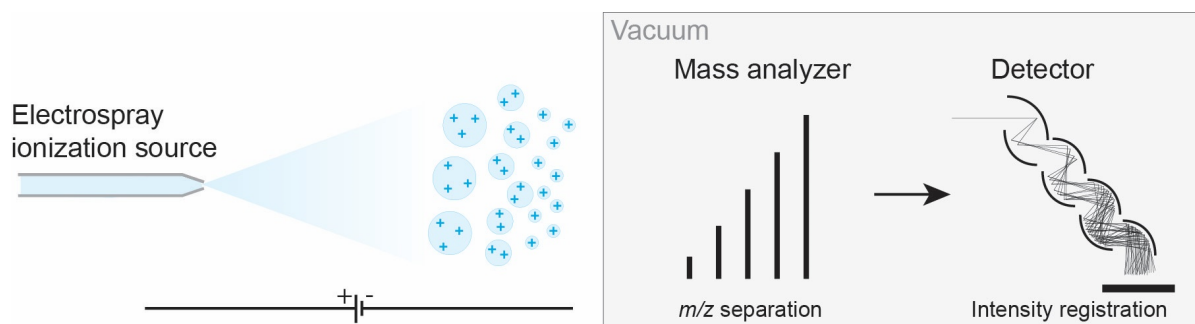 Electrospray
ionization source
+ -
Vacuum
Mass analyzer
Detector
m/z separation
Intensity registration